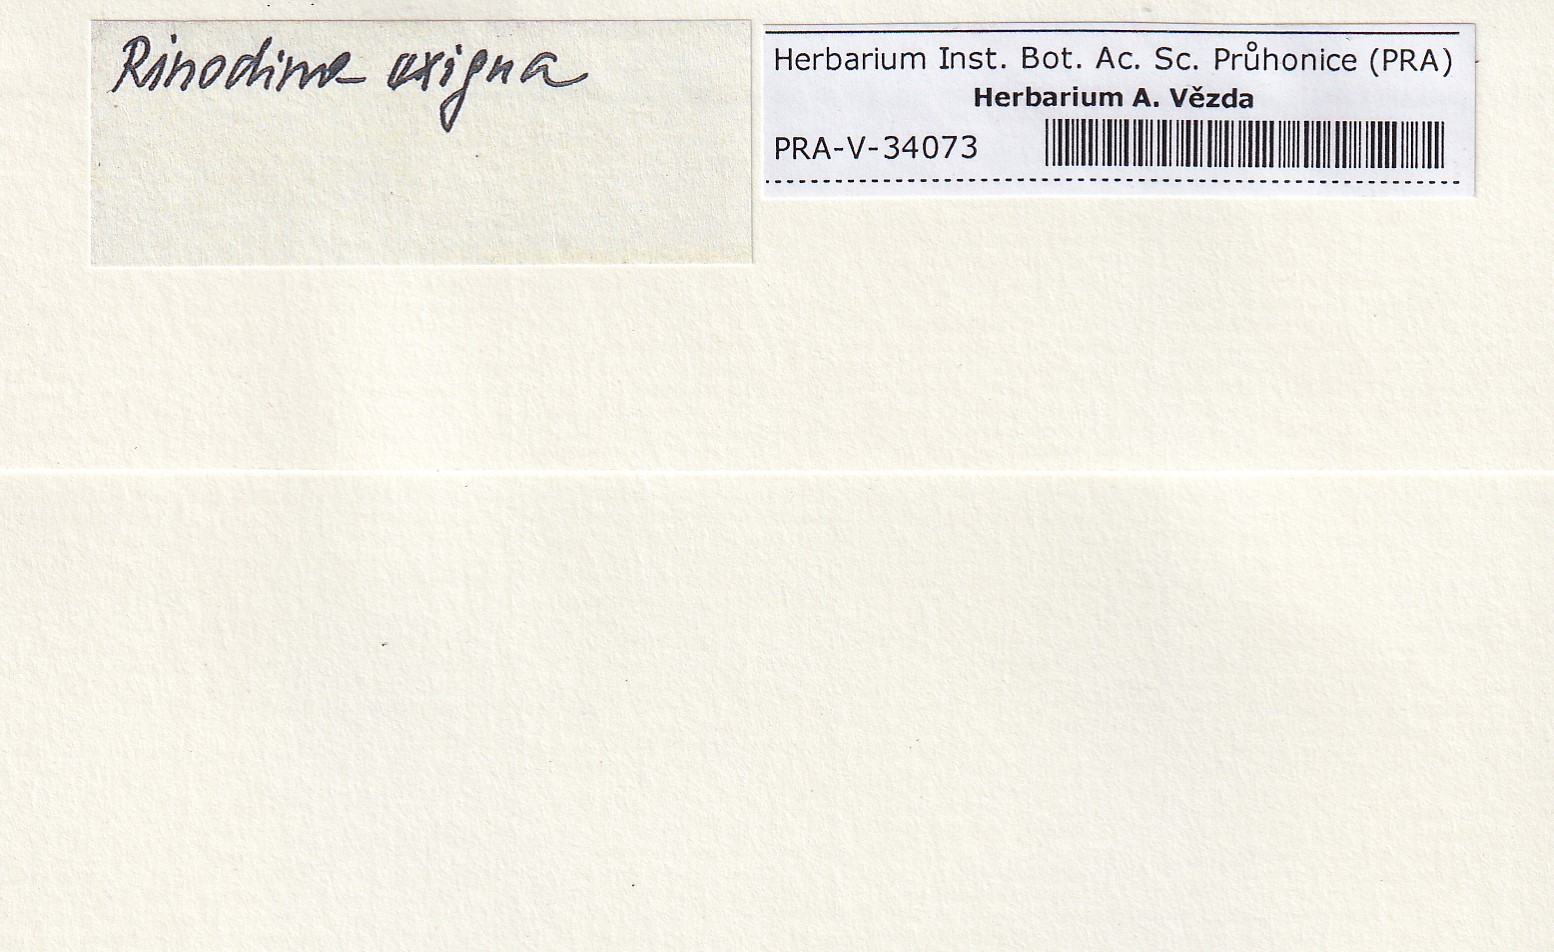 Rinodina exigua
Herbarium Inst. Bot. Ac. Sc. Průhonice (PRA)
Herbarium A. Vězda
PRA-V-34073